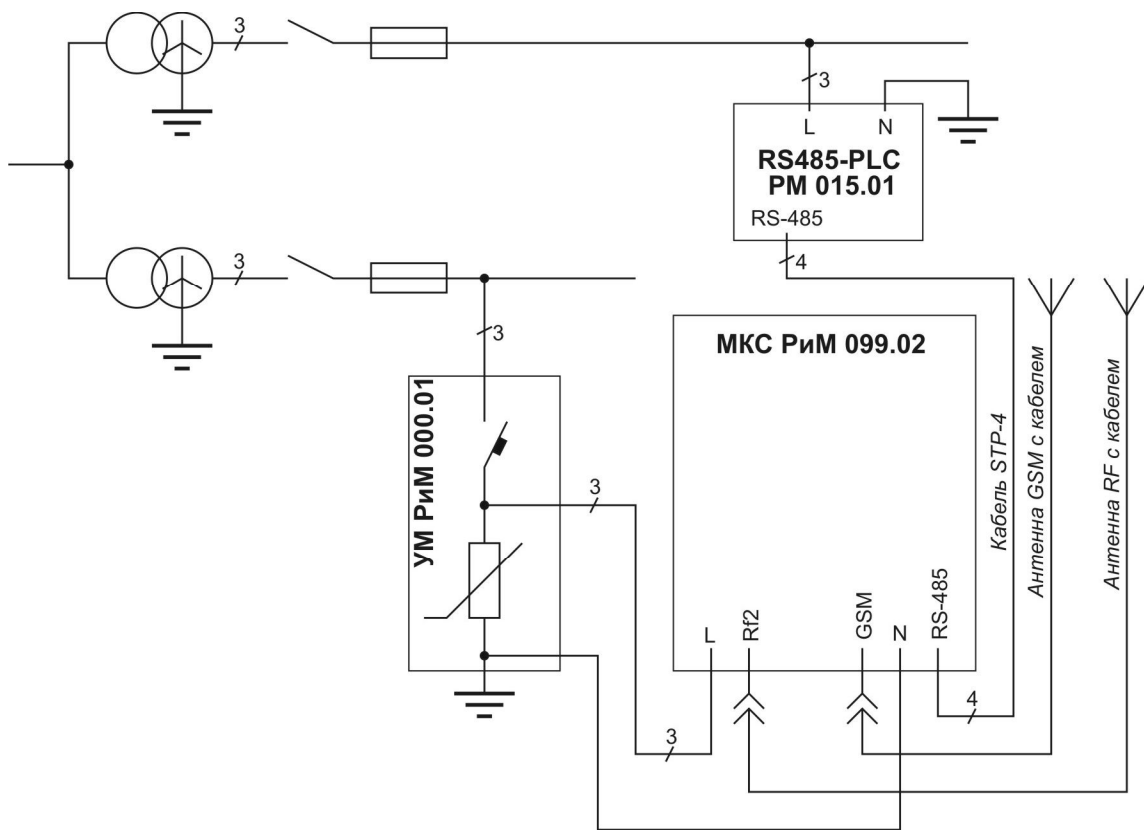 3
3
L N
RS485-PLC
РМ 015.01
RS-485
3
4
3
МКС РиМ 099.02
УМ РиМ 000.01
3
Кабель STP-4
Антенна GSM с кабелем
Антенна RF с кабелем
L
Rf2
GSM
N
RS-485
4
3